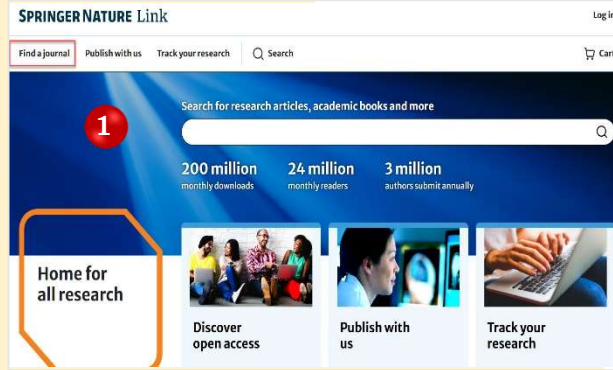 SPRINGER NATURE Link
Log in
Find a journal Publish with us Track your research Search
Cart
1
Search for research articles, academic books and more
200 million 24 million 3 million
monthly downloads monthly readers authors submit annually
Home for
all research
Discover
open access
Publish with
us
Track your
research